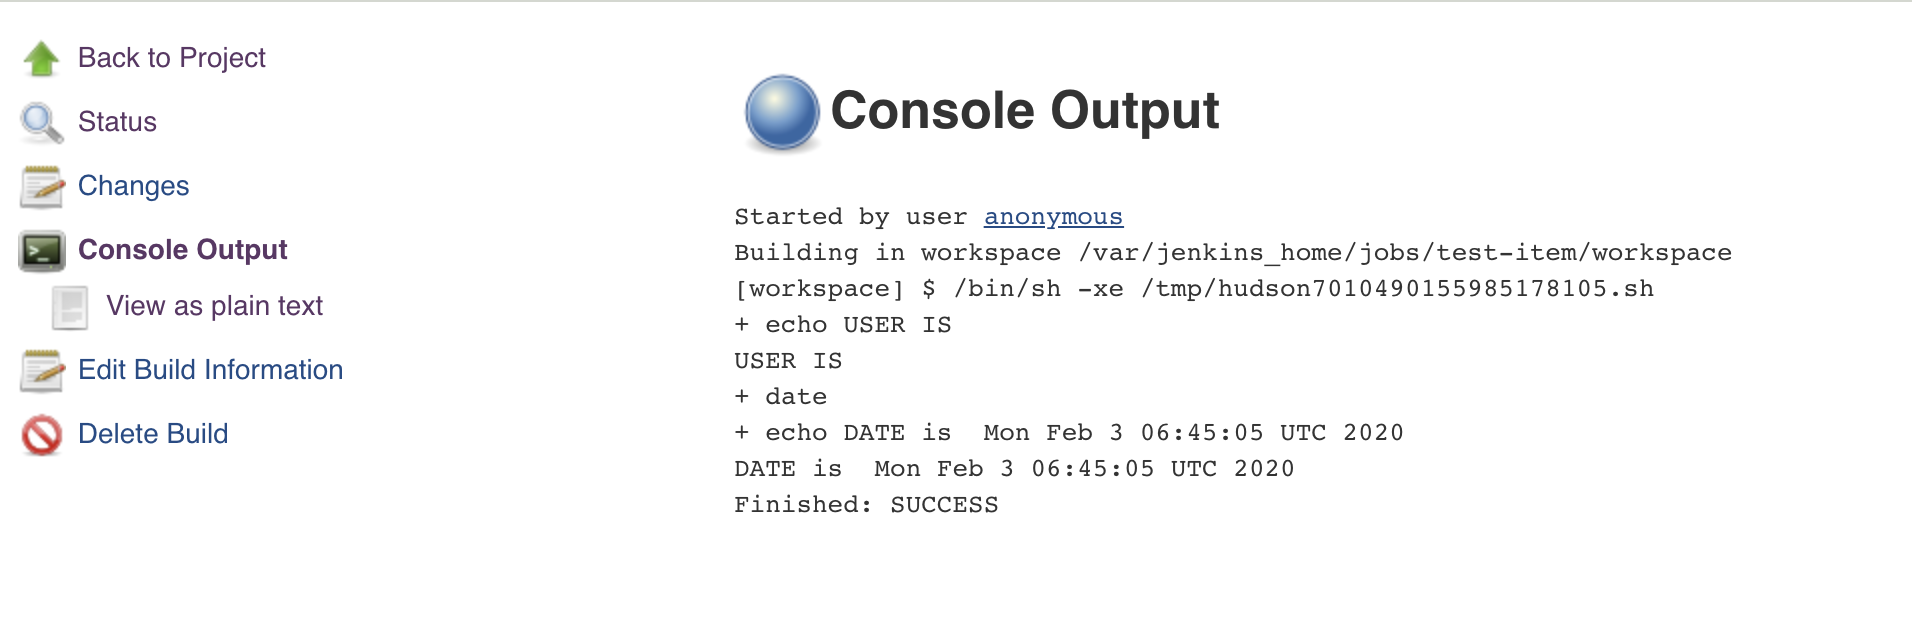 Back to Project
Status
Changes
Console Output
View as plain text
Edit Build Information
Delete Build
Console Output
Started by user anonymous
Building in workspace /var/jenkins_home/jobs/test-item/workspace
[workspace] $ /bin/sh -xe /tmp/hudson7010490155985178105.sh
+ echo USER IS
USER IS
+ date
+ echo DATE is  Mon Feb 3 06:45:05 UTC 2020
DATE is  Mon Feb 3 06:45:05 UTC 2020
Finished: SUCCESS